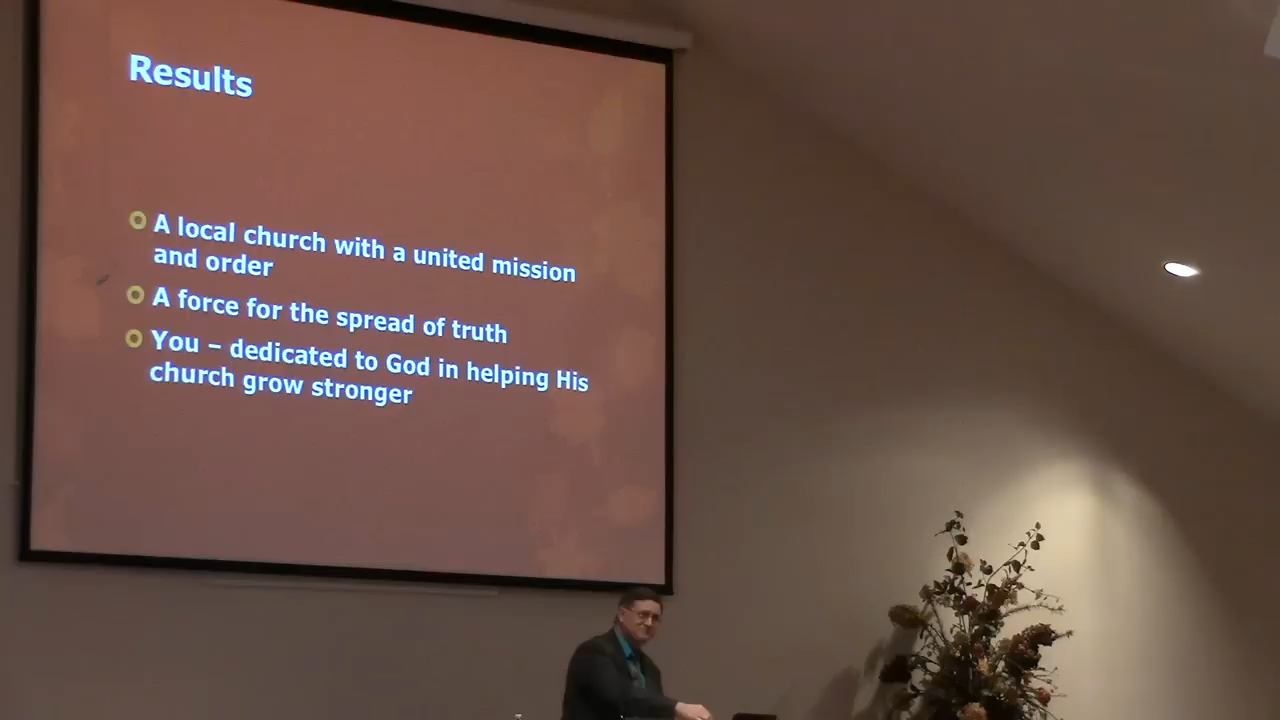 Results
A local church with a united mission
and order
A force for the spread of truth
You – dedicated to God in helping His
church grow stronger